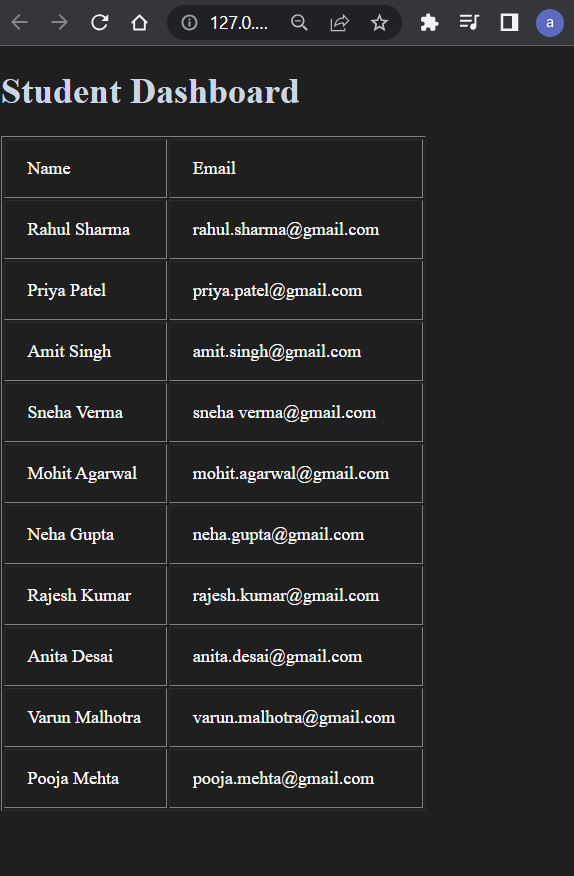 127.0....
a
Student Dashboard
Name Email
Rahul Sharma rahul.sharma@gmail.com
Priya Patel priya.patel@gmail.com
Amit Singh amit.singh@gmail.com
Sneha Verma sneha verma@gmail.com
Mohit Agarwal mohit.agarwal@gmail.com
Neha Gupta neha.gupta@gmail.com
Rajesh Kumar rajesh.kumar@gmail.com
Anita Desai anita.desai@gmail.com
Varun Malhotra varun.malhotra@gmail.com
Pooja Mehta pooja.mehta@gmail.com